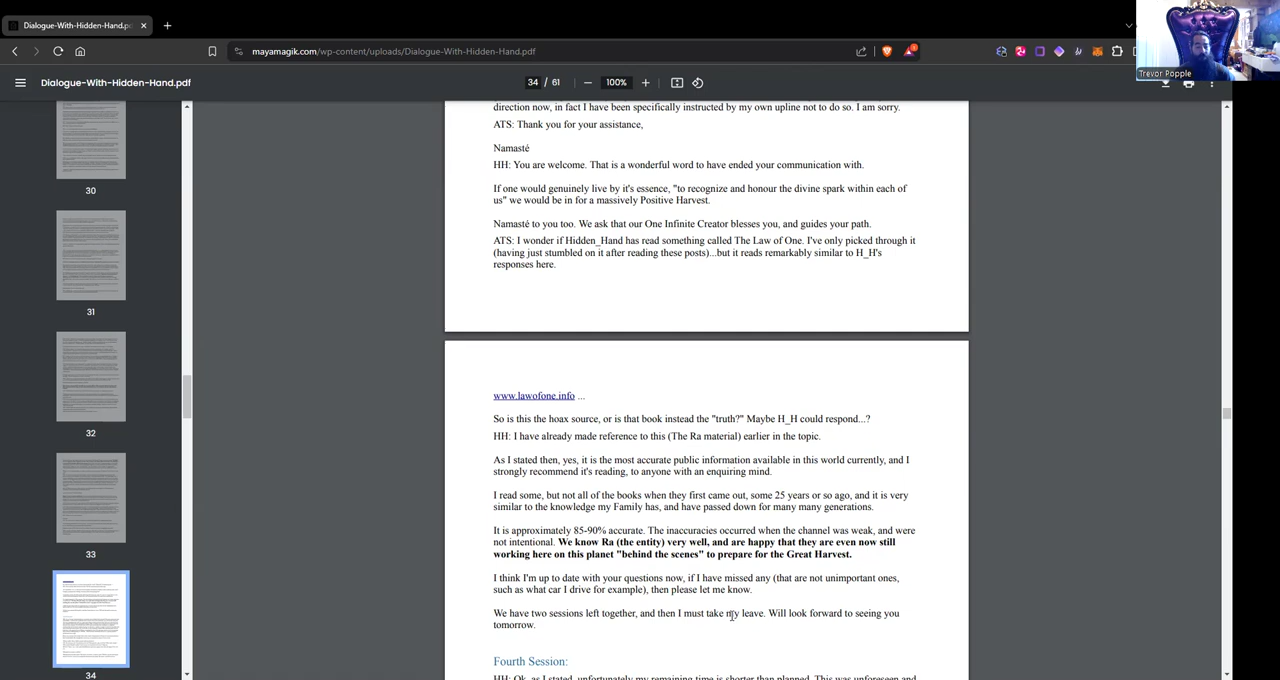 Dialogue-With-Hidden-Hand.pd
mayamagik.com/wp-content/uploads/Dialogue-With-Hidden-Hand.pdf
Trevor Popple
Dialogue-With-Hidden-Hand.pdf
34 / 61
100%
direction now, in fact I have been specifically instructed by my own upline not to do so. I am sorry.
ATS: Thank you for your assistance,
Namasté
HH: You are welcome. That is a wonderful word to have ended your communication with.
If one would genuinely live by it's essence, "to recognize and honour the divine spark within each of
us" we would be in for a massively Positive Harvest.
Namasté to you too. We ask that our One Infinite Creator blesses you, and guides your path.
ATS: I wonder if Hidden_Hand has read something called The Law of One. I've only picked through it
(having just stumbled on it after reading these posts)...but it reads remarkably similar to H_H's
responses here.
www.lawofone.info ...
So is this the hoax source, or is that book instead the "truth?" Maybe H_H could respond...?
HH: I have already made reference to this (The Ra material) earlier in the topic.
As I stated then, yes, it is the most accurate public information available in this world currently, and I
strongly recommend it's reading, to anyone with an enquiring mind.
I read some, but not all of the books when they first came out, some 25 years or so ago, and it is very
similar to the knowledge my Family has, and have passed down for many many generations.
It is approximately 85-90% accurate. The inaccuracies occurred when the channel was weak, and were
not intentional. We know Ra (the entity) very well, and are happy that they are even now still
working here on this planet "behind the scenes" to prepare for the Great Harvest.
I think I'm up to date with your questions now, if I have missed any (that are not unimportant ones,
such as what car I drive for example), then please let me know.
We have two sessions left together, and then I must take my leave. Will look forward to seeing you
tomorrow.
Fourth Session:
HH: Ok, as I stated, unfortunately my remaining time is shorter than planned. This was unforeseen and
30
31
32
33
34